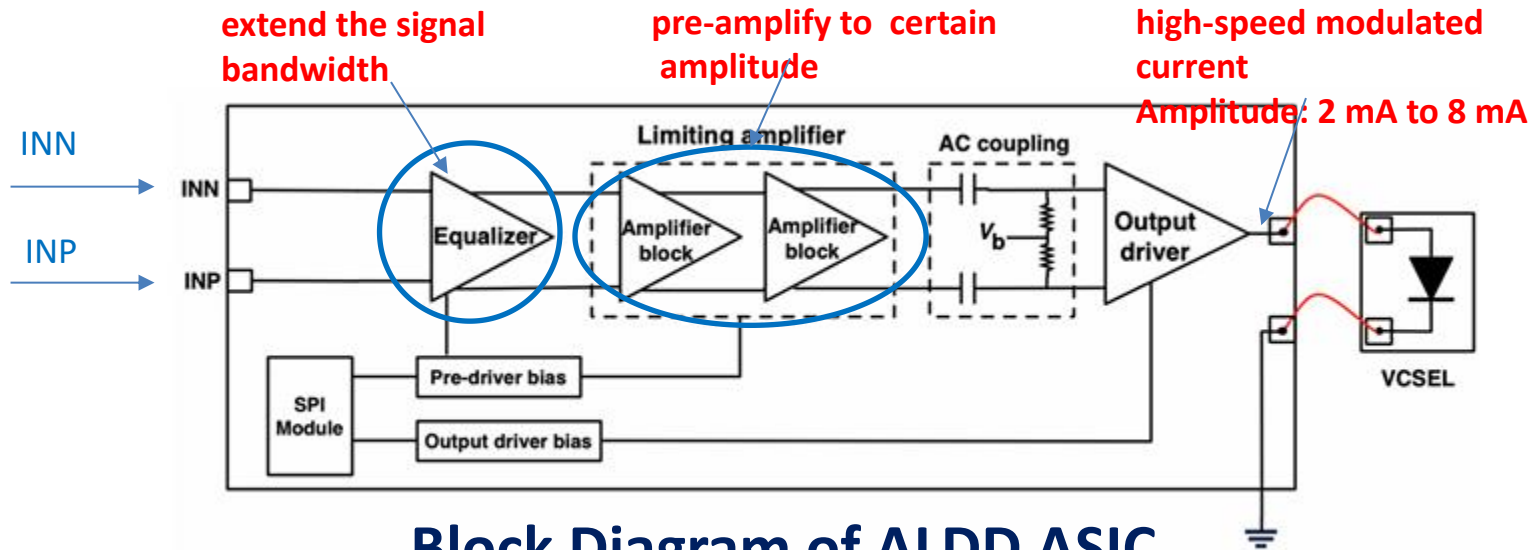 extend the signal
bandwidth
pre-amplify to certain
amplitude
high-speed modulated
current
Amplitude: 2 mA to 8 mA
INN
INP
Limiting amplifier
AC coupling
INN
INP
Equalizer
Amplifier
block
Amplifier
block
Vb
Output
driver
VCSEL
SPI
Module
Pre-driver bias
Output driver bias
Block Diagram of ALDD ASIC